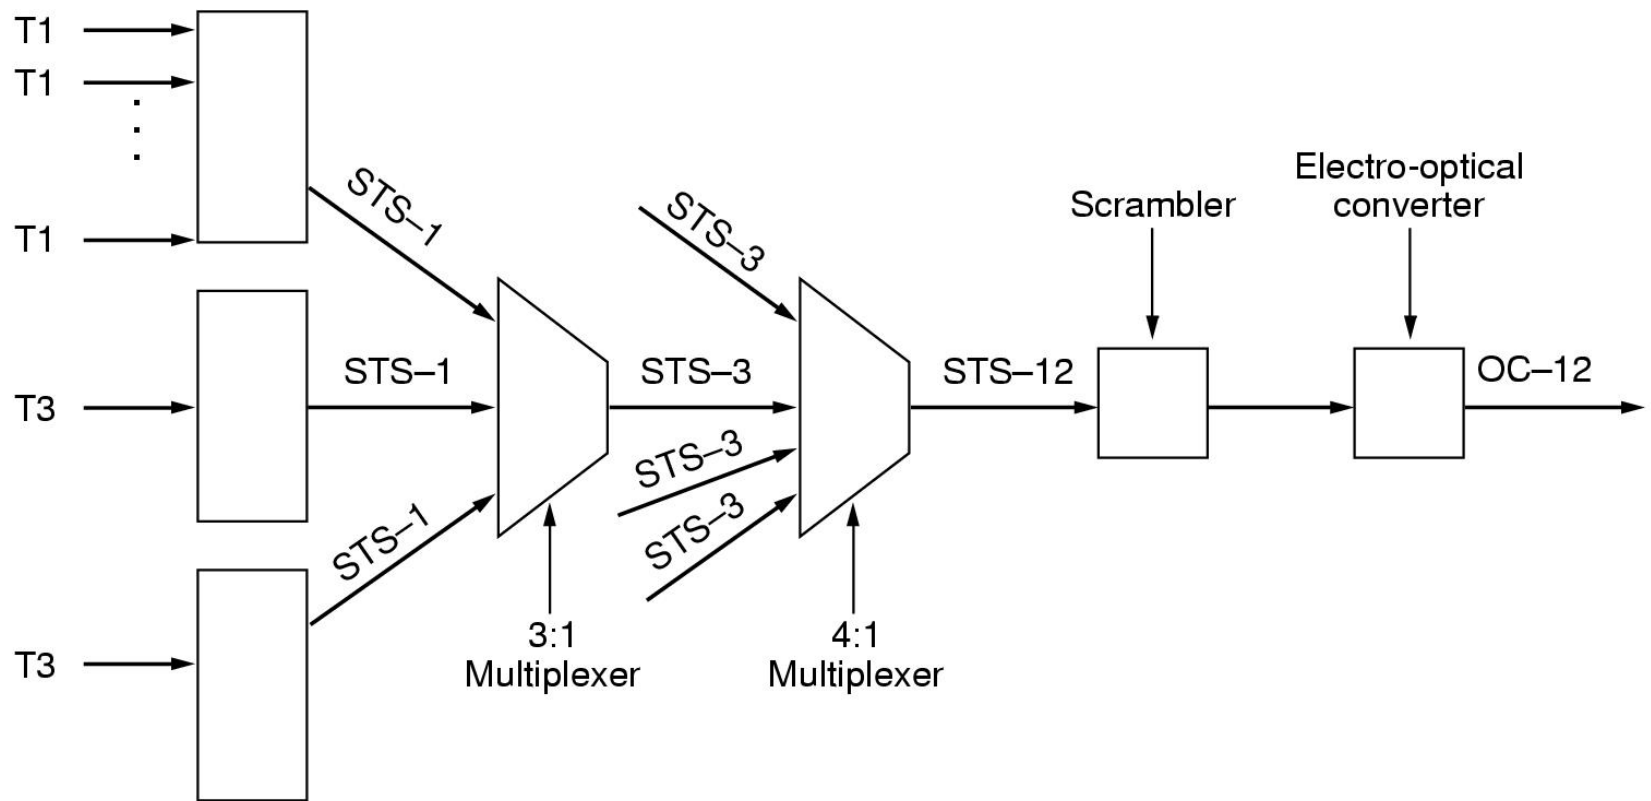 T1
T1
T1
STS–1
STS–3
Scrambler
Electro-optical
converter
T3
STS–1
STS–3
STS–12
OC–12
STS–3
STS–1
STS–3
T3
3:1
Multiplexer
4:1
Multiplexer